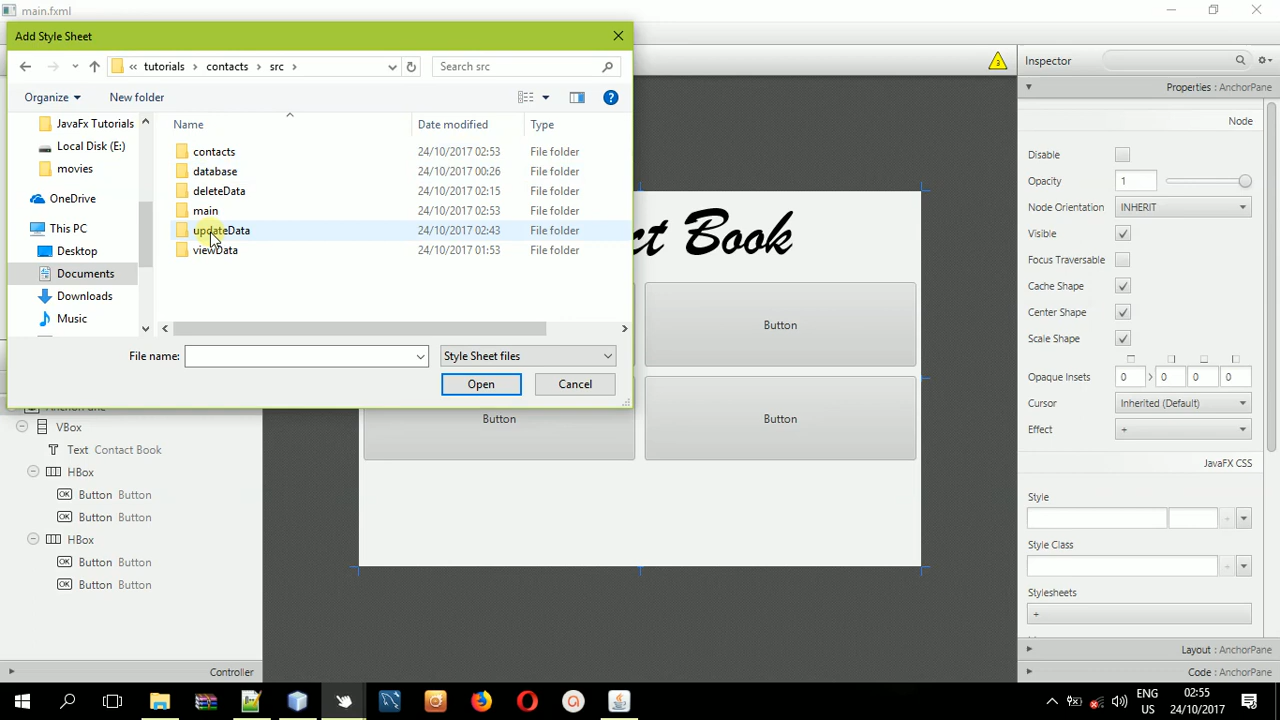 main.fxml
Add Style Sheet
« tutorials › contacts › src ›
Search src
Organize
New folder
Name
Date modified
Type
JavaFx Tutorials
Local Disk (E:)
movies
OneDrive
This PC
Desktop
Documents
Downloads
Music
contacts 24/10/2017 02:53 File folder
database 24/10/2017 00:26 File folder
deleteData 24/10/2017 02:15 File folder
main 24/10/2017 02:53 File folder
updateData 24/10/2017 02:43 File folder
viewData 24/10/2017 01:53 File folder
File name:
Style Sheet files
Open
Cancel
VBox
Text Contact Book
HBox
Button Button
Button Button
HBox
Button Button
Button Button
Controller
ct Book
Button
Button
Button
Inspector
Properties : AnchorPane
Node
Disable
Opacity 1
Node Orientation INHERIT
Visible
Focus Traversable
Cache Shape
Center Shape
Scale Shape
Opaque Insets 0 0 0 0
Cursor Inherited (Default)
Effect +
JavaFX CSS
Style
Style Class
Stylesheets
+
Layout : AnchorPane
Code : AnchorPane
ENG
US
02:55
24/10/2017